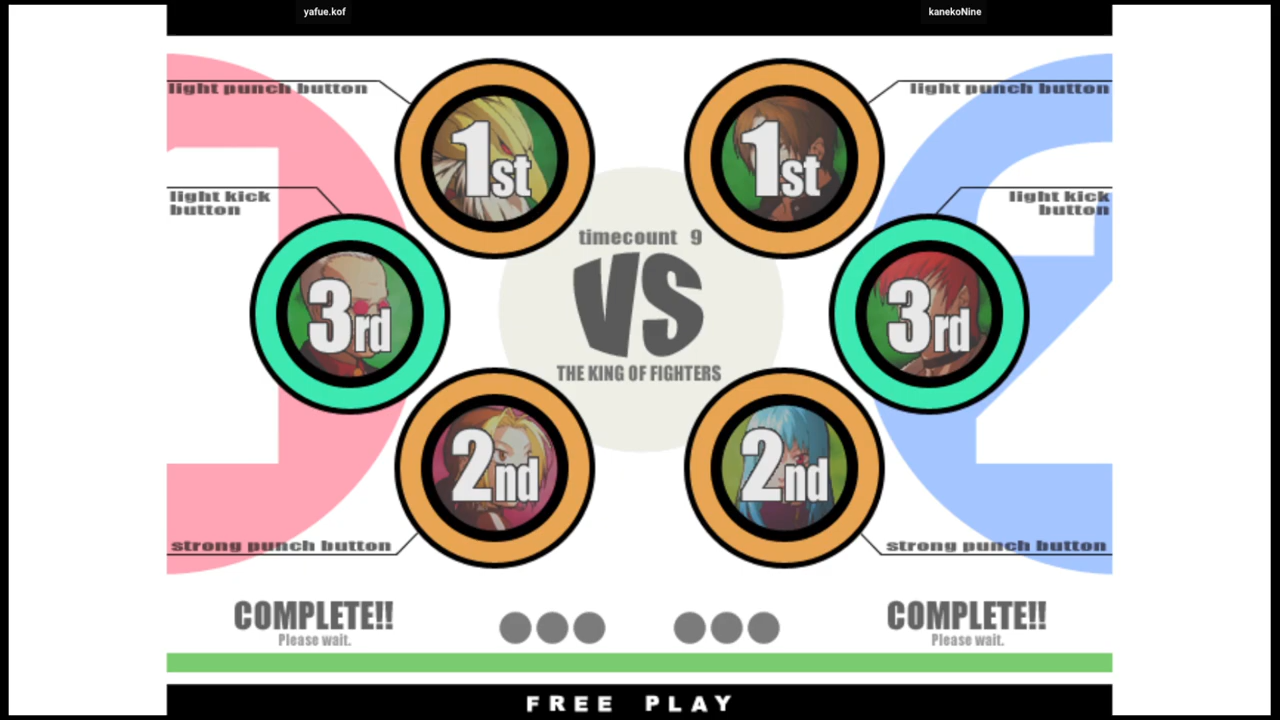 yafue.kof
kanekoNine
light punch button
light punch button
1st
1st
light kick
button
light kick
button
timecount 9
VS
THE KING OF FIGHTERS
3rd
3rd
2nd
2nd
strong punch button
strong punch button
COMPLETE!!
Please wait.
COMPLETE!!
Please wait.
FREE PLAY